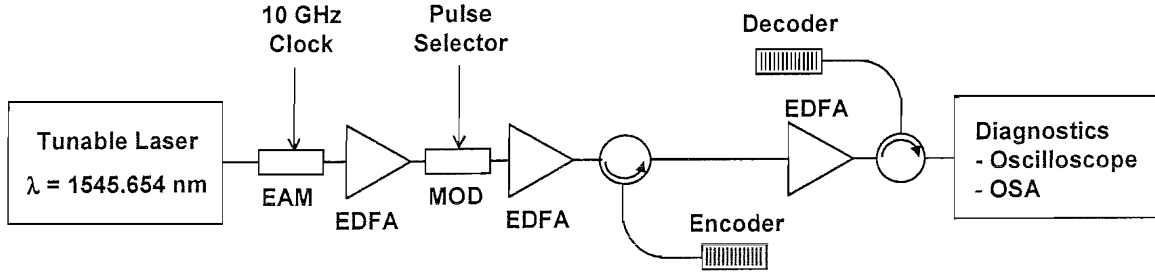 10 GHz
Clock
Pulse
Selector
Decoder
EDFA
Tunable Laser
λ = 1545.654 nm
EAM
EDFA
MOD
EDFA
Encoder
Diagnostics
- Oscilloscope
- OSA